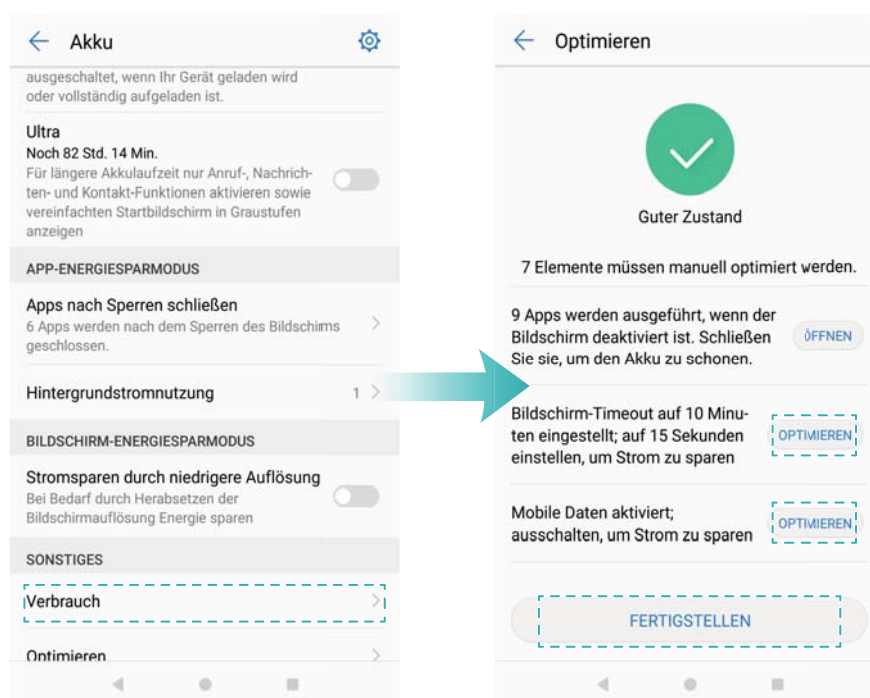 Akku
ausgeschaltet, wenn Ihr Gerät geladen wird
oder vollständig aufgeladen ist.
Ultra
Noch 82 Std. 14 Min.
Für längere Akkulaufzeit nur Anruf-, Nachrich-
ten- und Kontakt-Funktionen aktivieren sowie
vereinfachten Startbildschirm in Graustufen
anzeigen
APP-ENERGIESPARMODUS
Apps nach Sperren schließen
6 Apps werden nach dem Sperren des Bildschirms
geschlossen.
Hintergrundstromnutzung 1
BILDSCHIRM-ENERGIESPARMODUS
Stromsparen durch niedrigere Auflösung
Bei Bedarf durch Herabsetzen der
Bildschirmauflösung Energie sparen
SONSTIGES
Verbrauch
Optimieren
Optimieren
Guter Zustand
7 Elemente müssen manuell optimiert werden.
9 Apps werden ausgeführt, wenn der
Bildschirm deaktiviert ist. Schließen
Sie sie, um den Akku zu schonen.
ÖFFNEN
Bildschirm-Timeout auf 10 Minu-
ten eingestellt; auf 15 Sekunden
einstellen, um Strom zu sparen
OPTIMIEREN
Mobile Daten aktiviert;
ausschalten, um Strom zu sparen
OPTIMIEREN
FERTIGSTELLEN